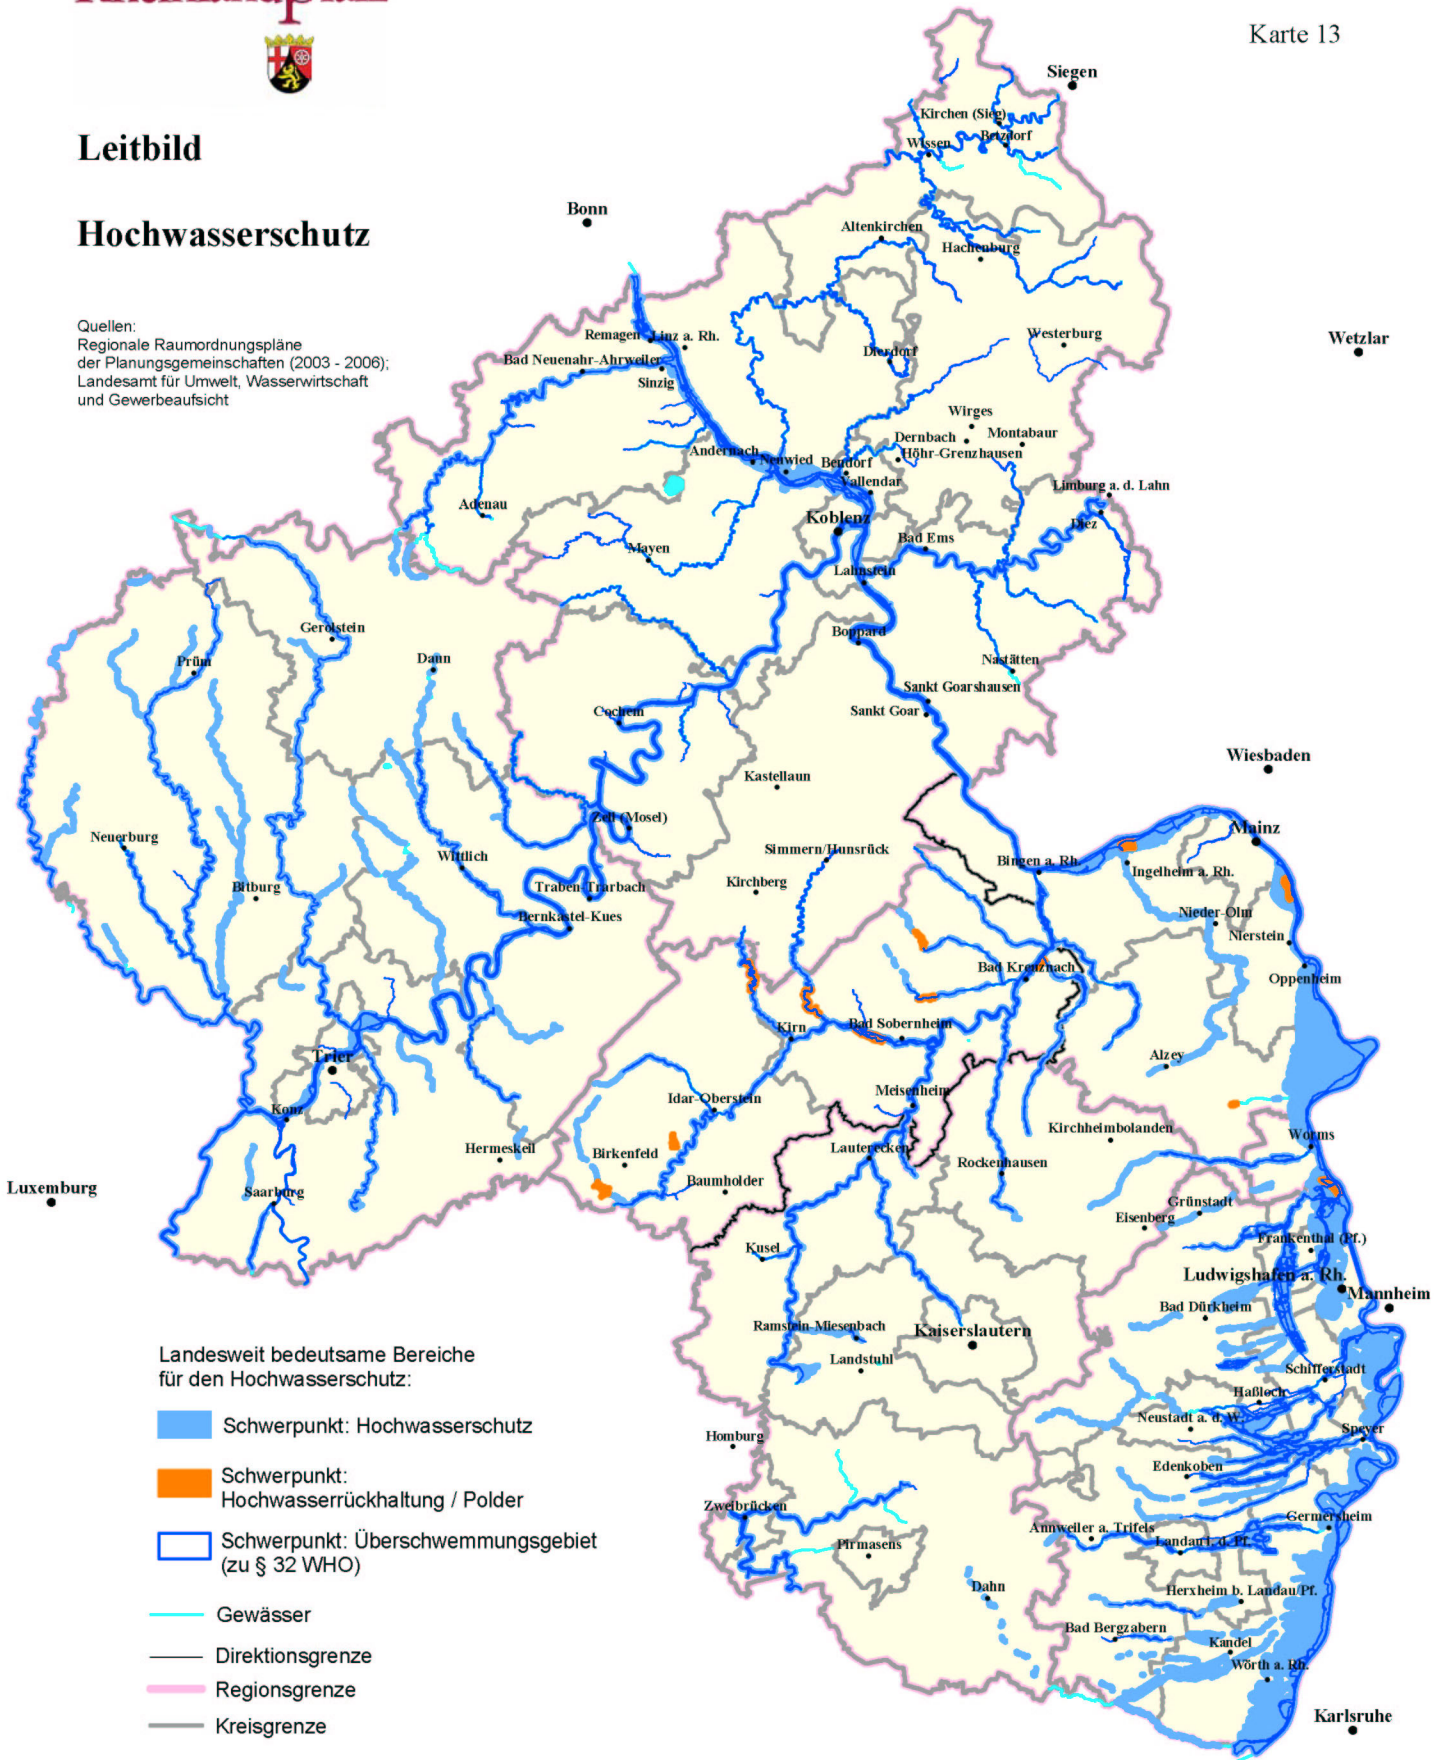 Rheinlandpfalz
Karte 13
Leitbild
Hochwasserschutz
Quellen:
Regionale Raumordnungspläne
der Planungsgemeinschaften (2003 - 2006);
Landesamt für Umwelt, Wasserwirtschaft
und Gewerbeaufsicht
Siegen
Kirchen (Sieg)
Betzdorf
Wissen
Bonn
Altenkirchen
Hachenburg
Remagen
Linz a. Rh.
Westerburg
Wetzlar
Bad Neuenahr-Ahrweiler
Dierdorf
Sinzig
Wirges
Dernbach
Montabaur
Höhr-Grenzhausen
Andernach
Neuwied
Bendorf
Vallendar
Limburg a. d. Lahn
Adenau
Koblenz
Diez
Bad Ems
Mayen
Lahnstein
Gerolstein
Boppard
Prüm
Daun
Nastätten
Sankt Goarshausen
Sankt Goar
Cochem
Wiesbaden
Kastellaun
Zell (Mosel)
Mainz
Neuerburg
Simmern/Hunsrück
Wittlich
Bingen a. Rh.
Ingelheim a. Rh.
Bitburg
Traben-Trarbach
Kirchberg
Bernkastel-Kues
Nieder-Olm
Nierstein
Bad Kreuznach
Oppenheim
Kirn
Bad Sobernheim
Trier
Alzey
Meisenheim
Idar-Oberstein
Konz
Kirchheimbolanden
Worms
Hermeskeil
Birkenfeld
Lauterecken
Rockenhausen
Luxemburg
Saarburg
Baumholder
Grünstadt
Eisenberg
Kusel
Frankenthal (Pf.)
Ludwigshafen a. Rh.
Mannheim
Bad Dürkheim
Ramstein-Miesenbach
Kaiserslautern
Landstuhl
Schifferstadt
Haßloch
Neustadt a. d. W.
Speyer
Homburg
Edenkoben
Zweibrücken
Germersheim
Annweiler a. Trifels
Landau i. d. Pf.
Pirmasens
Dahn
Herxheim b. Landau/Pf.
Bad Bergzabern
Kandel
Wörth a. Rh.
Karlsruhe
Landesweit bedeutsame Bereiche
für den Hochwasserschutz:
Schwerpunkt: Hochwasserschutz
Schwerpunkt:
Hochwasserrückhaltung / Polder
Schwerpunkt: Überschwemmungsgebiet
(zu § 32 WHO)
Gewässer
Direktionsgrenze
Regionsgrenze
Kreisgrenze